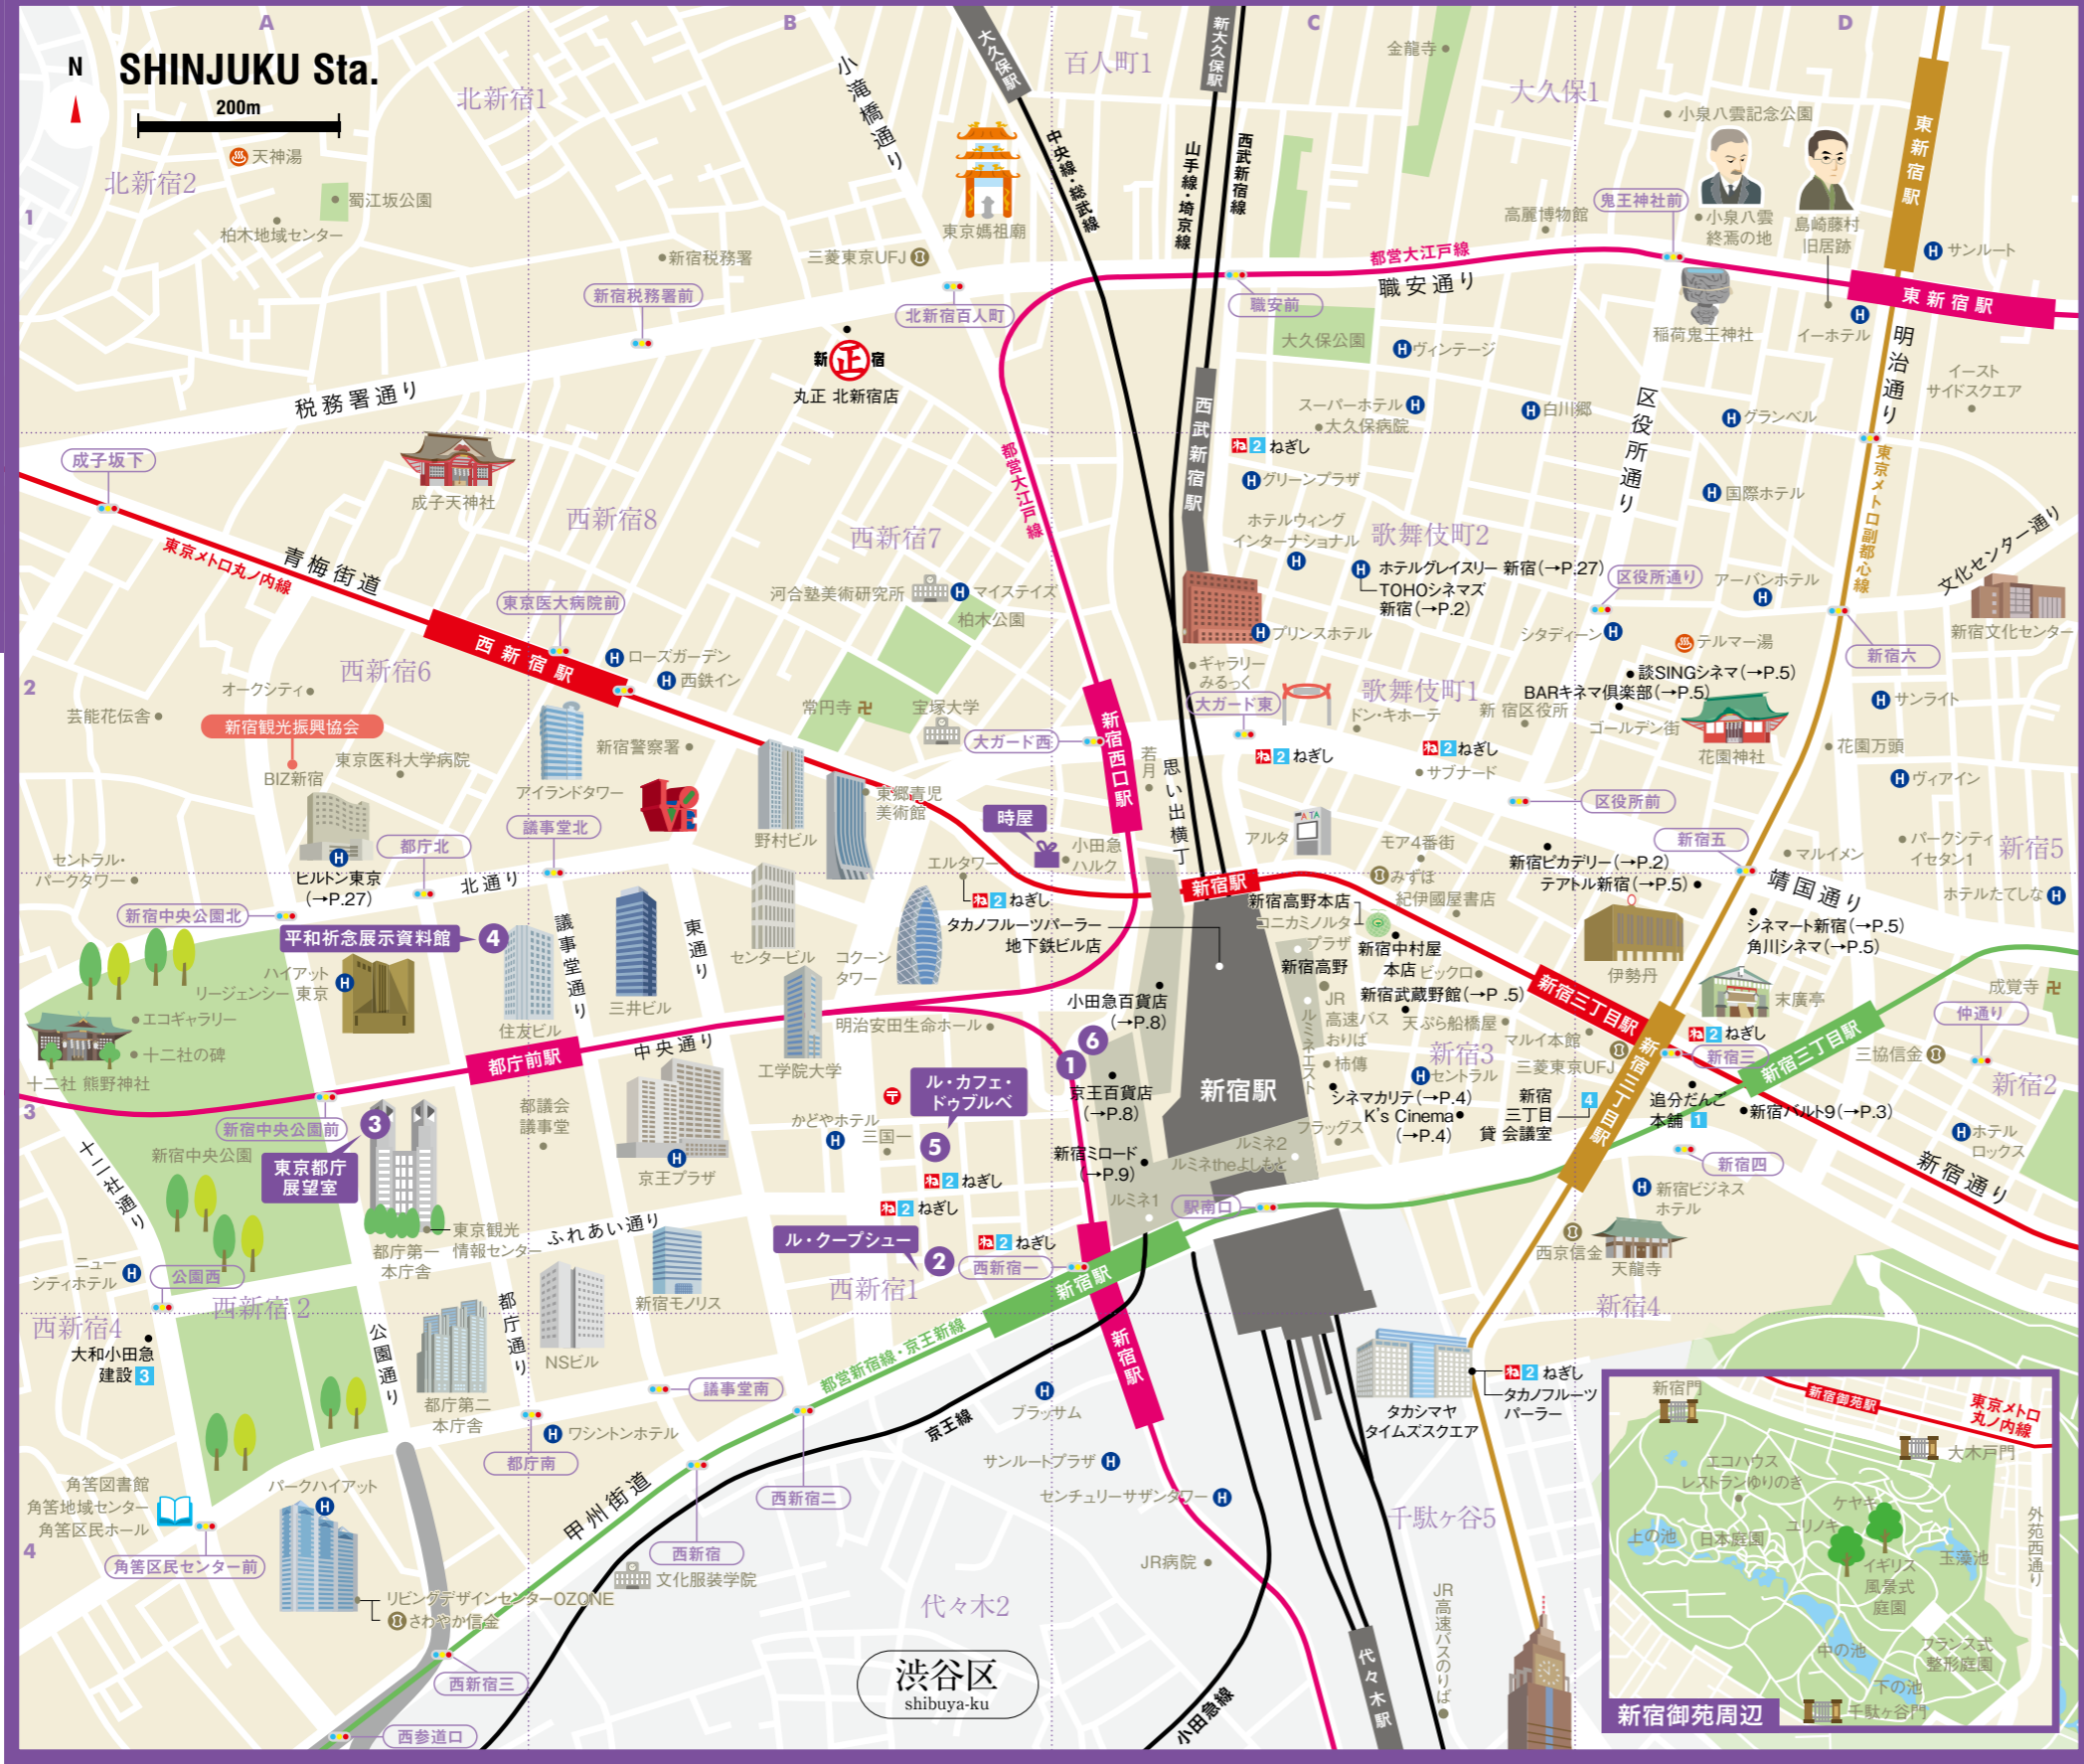 A
B
C
D
N
SHINJUKU Sta.
200m
1
2
3
4
大久保駅
新大久保駅
百人町1
金龍寺
大久保1
小泉八雲記念公園
東新宿駅
北新宿1
小滝橋通り
天神湯
北新宿2
蜀江坂公園
柏木地域センター
新宿税務署
三菱東京UFJ
東京媽祖廟
中央線・総武線
山手線・埼京線
西武新宿線
高麗博物館
鬼王神社前
小泉八雲
終焉の地
島崎藤村
旧居跡
サンルート
都営大江戸線
職安通り
新宿税務署前
北新宿百人町
職安前
東新宿駅
大久保公園
ヴィンテージ
稲荷鬼王神社
イーホテル
明治通り
新 正 宿
丸正 北新宿店
税務署通り
スーパーホテル
大久保病院
白川郷
区役所通り
グランベル
イースト
サイドスクエア
西武新宿駅
成子坂下
成子天神社
都営大江戸線
ね 2 ねぎし
グリーンプラザ
国際ホテル
東京メトロ副都心線
文化センター通り
西新宿8
西新宿7
ホテルウィング
インターナショナル
歌舞伎町2
東京メトロ丸ノ内線
青梅街道
ホテルグレイスリー 新宿(→P.27)
TOHOシネマズ
新宿(→P.2)
区役所通り
アーバンホテル
東京医大病院前
河合塾美術研究所
マイステイズ
柏木公園
プリンスホテル
シタディーン
テルマー湯
新宿六
新宿文化センター
西新宿駅
ローズガーデン
西鉄イン
西新宿6
オークシティ
芸能花伝舎
新宿観光振興協会
BIZ新宿
東京医科大学病院
常円寺
宝塚大学
大ガード西
新宿西口駅
ギャラリー
みるっく
大ガード東
歌舞伎町1
ドン・キホーテ
談SINGシネマ(→P.5)
BARキネマ倶楽部(→P.5)
新 宿区役所
ゴールデン街
花園神社
サンライト
花園万頭
ヴィアイン
アイランドタワー
新宿警察署
LOVE
野村ビル
東郷青児
美術館
若月
思い出横丁
ね 2 ねぎし
ね 2 ねぎし
サブナード
区役所前
時屋
小田急
ハルク
アルタ
ALTA
モア4番街
新宿五
マルイメン
パークシティ
イセタン1
新宿5
セントラル・
パークタワー
都庁北
議事堂北
ヒルトン東京
(→P.27)
北通り
エルタワー
ね 2 ねぎし
新宿駅
みずほ
紀伊國屋書店
新宿ピカデリー(→P.2)
テアトル新宿(→P.5)
靖国通り
ホテルたてしな
新宿中央公園北
平和祈念展示資料館
4
議事堂通り
東通り
タカノフルーツパーラー
地下鉄ビル店
新宿高野本店
コニカミノルタ
プラザ
新宿高野
新宿中村屋
本店
ビックロ
新宿武蔵野館(→P .5)
伊勢丹
シネマート新宿(→P.5)
角川シネマ(→P.5)
ハイアット
リージェンシー 東京
センタービル
コクーン
タワー
エコギャラリー
十二社の碑
十二社 熊野神社
住友ビル
三井ビル
都庁前駅
中央通り
明治安田生命ホール
工学院大学
小田急百貨店
(→P.8)
6
1
JR
高速バス
おりば
ルミネエスト
柿傳
天ぷら船橋屋
マルイ本館
三菱東京UFJ
新宿3
セントラル
新宿三丁目駅
新宿三丁目駅
末廣亭
ね 2 ねぎし
新宿三
新宿三丁目駅
三協信金
成覚寺
仲通り
新宿2
新宿中央公園前
3
東京都庁
展望室
新宿中央公園
十二社通り
都議会
議事堂
京王プラザ
かどやホテル
三国一
ル・カフェ・
ドゥブルベ
5
京王百貨店
(→P.8)
新宿駅
シネマカリテ(→P.4)
K's Cinema
(→P.4)
フラッグス
新宿
三丁目
貸 会議室
4
追分だんご
本舗 1
新宿バルト9(→P.3)
新宿四
ホテル
ロックス
新宿通り
新宿ミロード
(→P.9)
ルミネ2
ルミネtheよしもと
ルミネ1
駅南口
ね 2 ねぎし
ね 2 ねぎし
ね 2 ねぎし
ル・クープシュー
2
西新宿一
新宿ビジネス
ホテル
西京信金
天龍寺
都庁第一
本庁舎
東京観光
情報センター
ふれあい通り
新宿モノリス
西新宿1
新宿駅
新宿4
ニュー
シティホテル
公園西
西新宿 2
西新宿4
大和小田急
建設 3
公園通り
都庁通り
都庁第二
本庁舎
NSビル
議事堂南
都営新宿線・京王新線
新宿駅
京王線
ブラッサム
タカシマヤ
タイムズスクエア
ね 2 ねぎし
タカノフルーツ
パーラー
都庁南
ワシントンホテル
甲州街道
西新宿二
サンルートプラザ
センチュリーサザンタワー
千駄ヶ谷5
角筈図書館
角筈地域センター
角筈区民ホール
角筈区民センター前
パークハイアット
西新宿
文化服装学院
JR病院
リビングデザインセンターOZONE
さわやか信金
西新宿三
西参道口
代々木2
渋谷区
shibuya-ku
小田急線
代々木駅
JR高速バスのりば
新宿門
新宿御苑駅
東京メトロ
丸ノ内線
大木戸門
エコハウス
レストランゆりのき
ケヤキ
ユリノキ
上の池
日本庭園
イギリス
風景式
庭園
玉藻池
外苑西通り
中の池
フランス式
整形庭園
下の池
千駄ヶ谷門
新宿御苑周辺